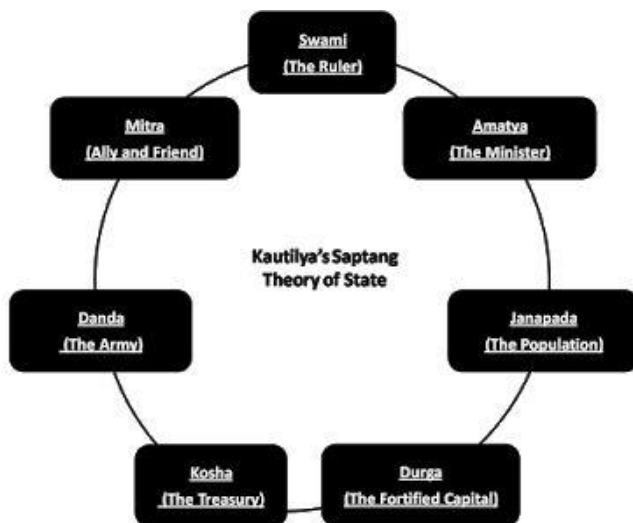 Swami
(The Ruler)
Mitra
(Ally and Friend)
Amatya
(The Minister)
Kautilya's Saptang
Theory of State
Danda
(The Army)
Janapada
(The Population)
Kosha
(The Treasury)
Durga
(The Fortified Capital)